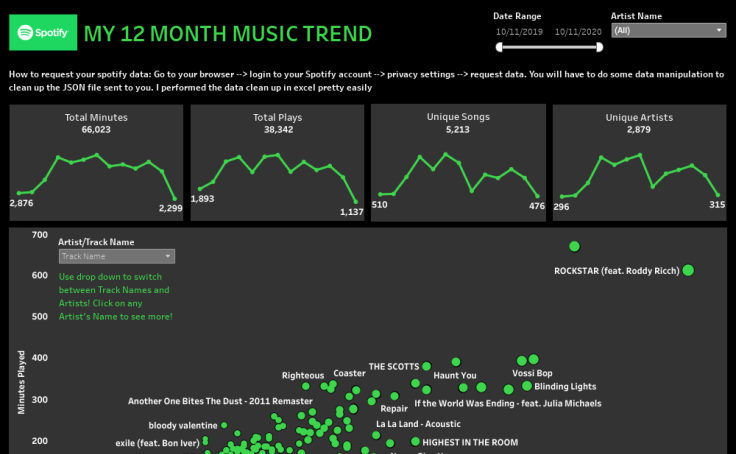 Spotify
MY 12 MONTH MUSIC TREND
Date Range
10/11/2019 10/11/2020
Artist Name
(All)
How to request your spotify data: Go to your browser --> login to your Spotify account --> privacy settings --> request data. You will have to do some data manipulation to
clean up the JSON file sent to you. I performed the data clean up in excel pretty easily
Total Minutes
66,023
2,876
2,299
Total Plays
38,342
1,893
1,137
Unique Songs
5,213
510
476
Unique Artists
2,879
296
315
Minutes Played
700
600
500
400
300
200
Artist/Track Name
Track Name
Use drop down to switch
between Track Names and
Artists! Click on any
Artist's Name to see more!
ROCKSTAR (feat. Roddy Ricch)
THE SCOTTS
Righteous
Coaster
Haunt You
Vossi Bop
Blinding Lights
Another One Bites The Dust - 2011 Remaster
Repair
If the World Was Ending - feat. Julia Michaels
bloody valentine
La La Land - Acoustic
exile (feat. Bon Iver)
HIGHEST IN THE ROOM